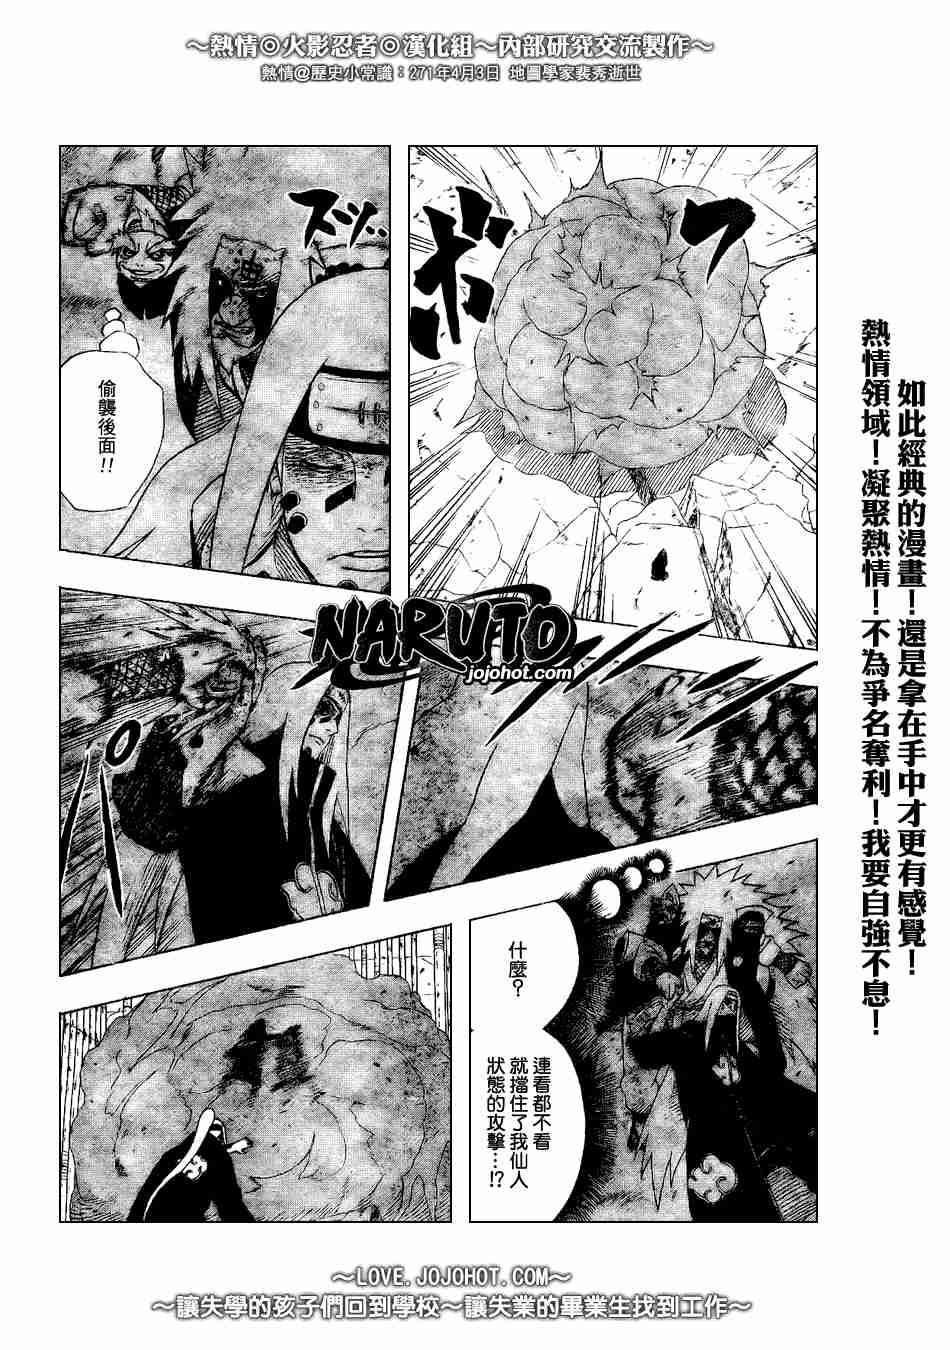 ～熱情◎火影忍者◎漢化組～內部研究交流製作～
熱情@歷史小常識：271年4月3日 地圖學家裴秀逝世
如此經典的漫畫！還是拿在手中才更有感覺！
熱情領域！凝聚熱情！不為爭名奪利！我要自強不息！
ボ
ワ
ズッ
偷襲後面!!
NARUTO
jojohot.com
什麼?
連看都不看
就擋住了我仙人
狀態的攻擊…!?
～LOVE.JOJOHOT.COM～
～讓失學的孩子們回到學校～讓失業的畢業生找到工作～